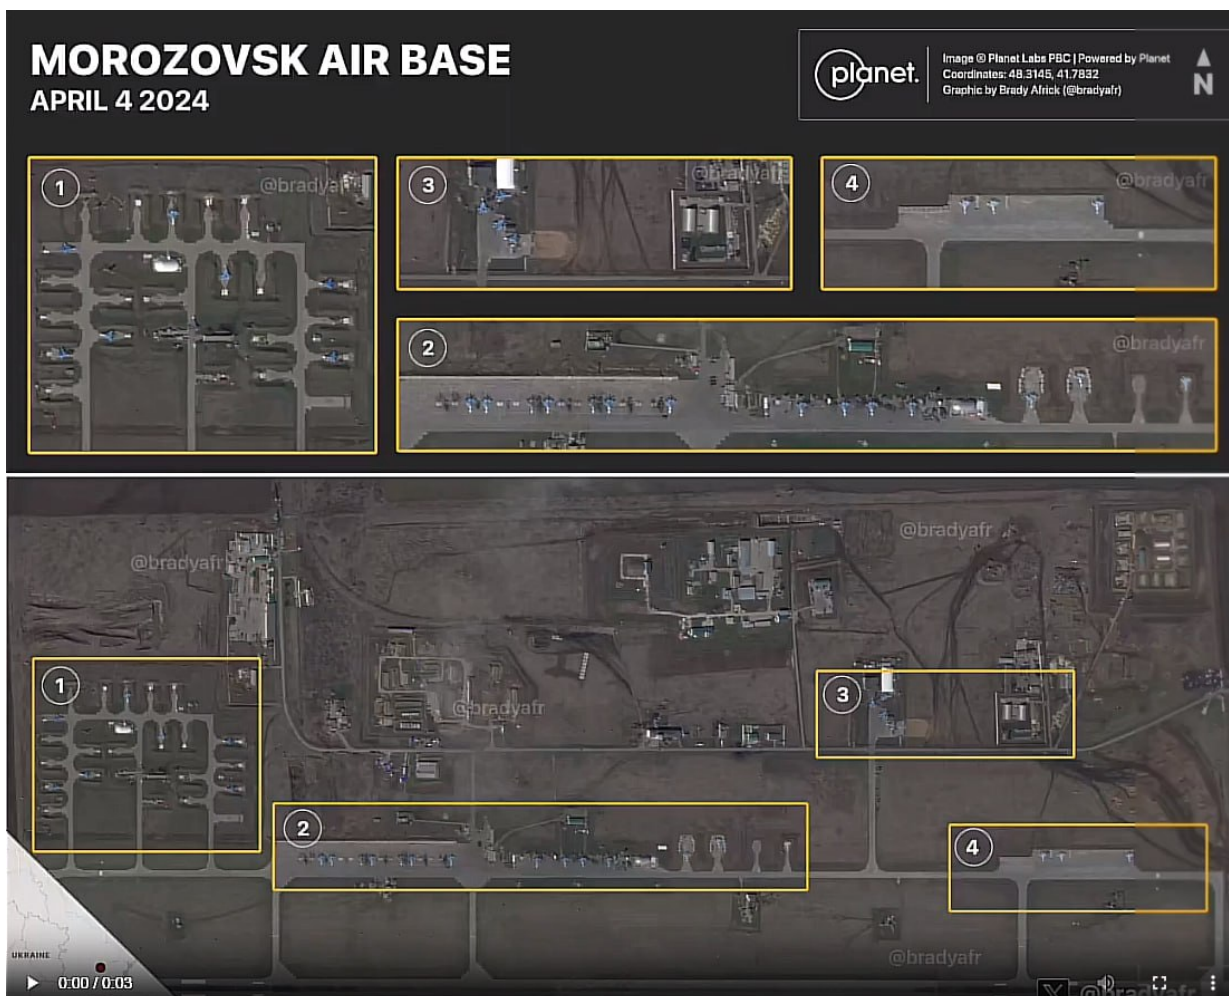 MOROZOVSK AIR BASE
APRIL 4 2024
planet.
Image © Planet Labs PBC | Powered by Planet
Coordinates: 48.3145, 41.7832
Graphic by Brady Africk (@bradyafr)
N
1
@bradyafr
3
@bradyafr
4
@bradyafr
2
@bradyafr
@bradyafr
@bradyafr
1
@bradyafr
3
2
4
UKRAINE
@bradyafr
0:00 / 0:03
X @bradyafr